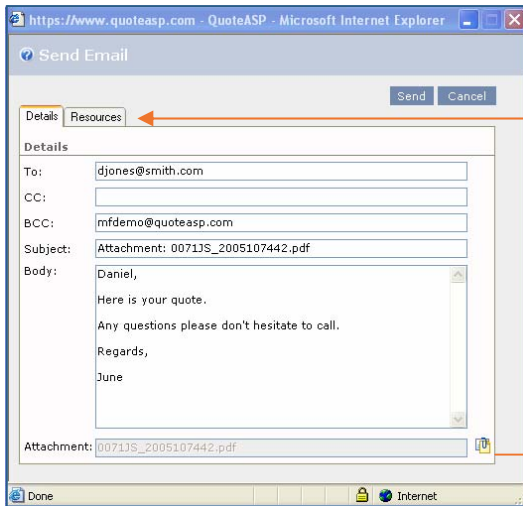 https://www.quoteasp.com - QuoteASP - Microsoft Internet Explorer
Send Email
Send Cancel
Details Resources
Details
To: djones@smith.com
CC:
BCC: mfdemo@quoteasp.com
Subject: Attachment: 0071JS_2005107442.pdf
Body: Daniel,
Here is your quote.
Any questions please don't hesitate to call.
Regards,
June
Attachment: 0071JS_2005107442.pdf
Done Internet